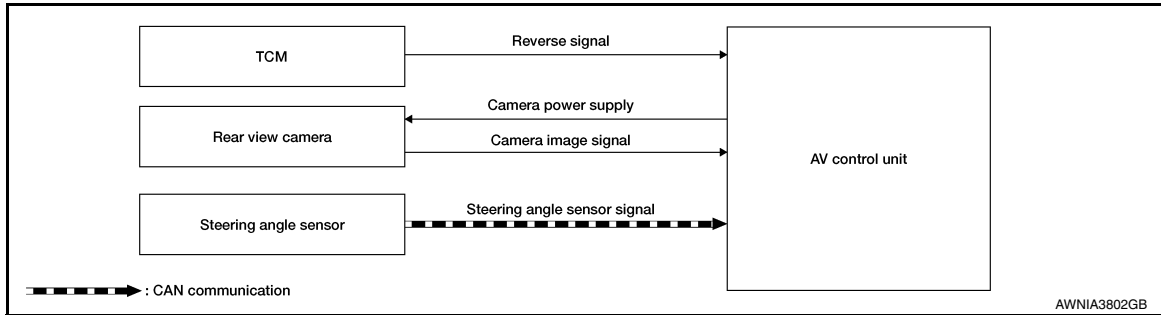 TCM
Reverse signal
Rear view camera
Camera power supply
Camera image signal
AV control unit
Steering angle sensor
Steering angle sensor signal
: CAN communication
AWNIA3802GB